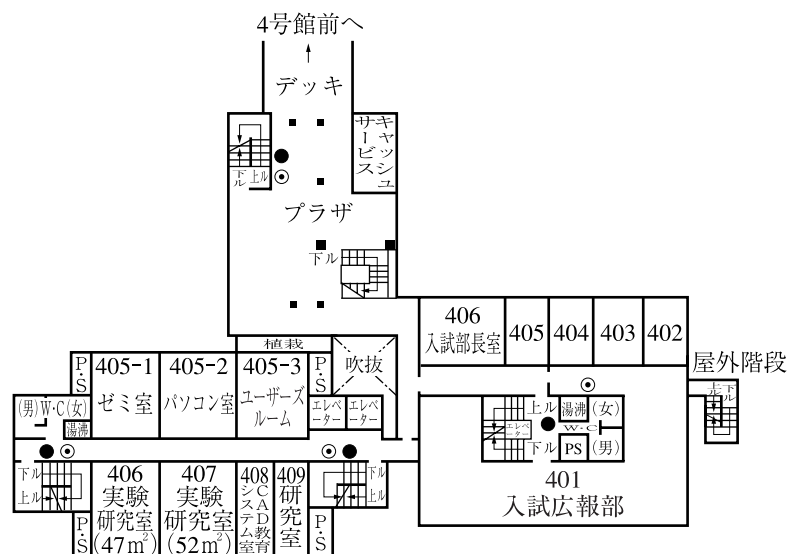 4号館前へ
デッキ
キャッシュ
サービス
下ル
上ル
プラザ
下ル
406
入試部長室
405
404
403
402
植栽
P・S
405-1
ゼミ室
405-2
パソコン室
405-3
ユーザーズ
ルーム
P・S
吹抜
屋外階段
上ル
下ル
(男)W・C(女)
湯沸
エレベーター
エレベーター
上ル
下ル
エレベーター
湯沸
(女)
W・C
PS
(男)
401
入試広報部
下ル
上ル
P・S
406
実験
研究室
(47㎡)
407
実験
研究室
(52㎡)
408
CAD教育
システム室
409
研究室
下ル
上ル
P・S